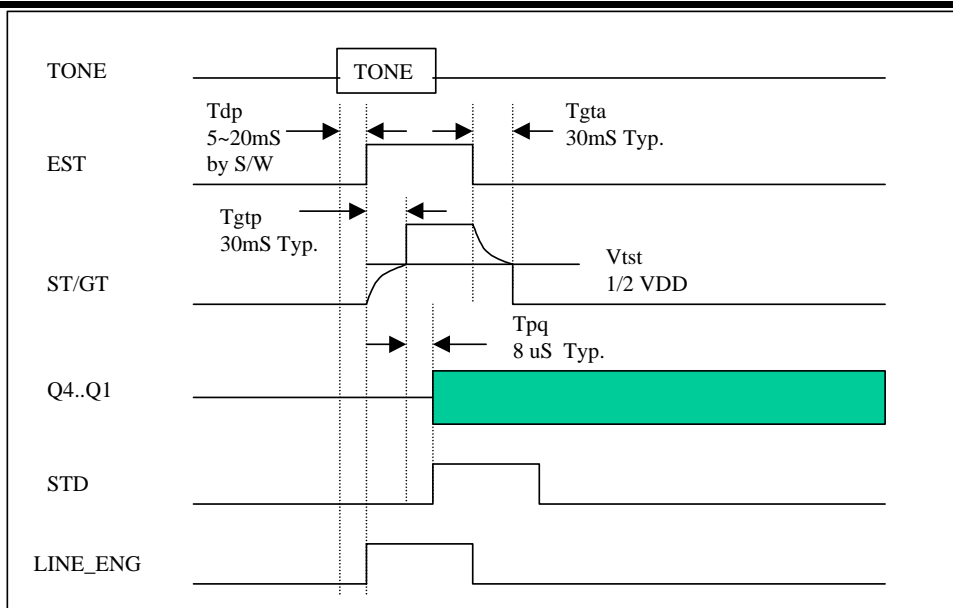 TONE
TONE
Tdp
5~20mS
by S/W
Tgta
30mS Typ.
EST
Tgtp
30mS Typ.
Vtst
1/2 VDD
ST/GT
Tpq
8 uS Typ.
Q4..Q1
STD
LINE_ENG